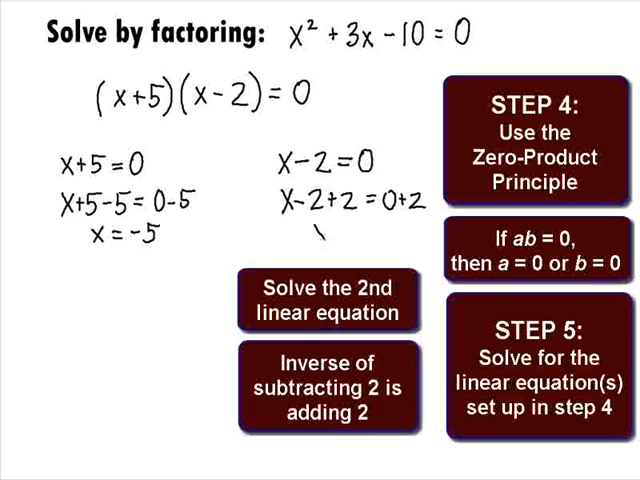 Solve by factoring: x² + 3x - 10 = 0
(x+5)(x-2) = 0
x+5=0
x+5-5=0-5
x=-5
x-2=0
x-2+2=0+2
STEP 4:
Use the
Zero-Product
Principle
If ab = 0,
then a = 0 or b = 0
STEP 5:
Solve for the
linear equation(s)
set up in step 4
Solve the 2nd
linear equation
Inverse of
subtracting 2 is
adding 2